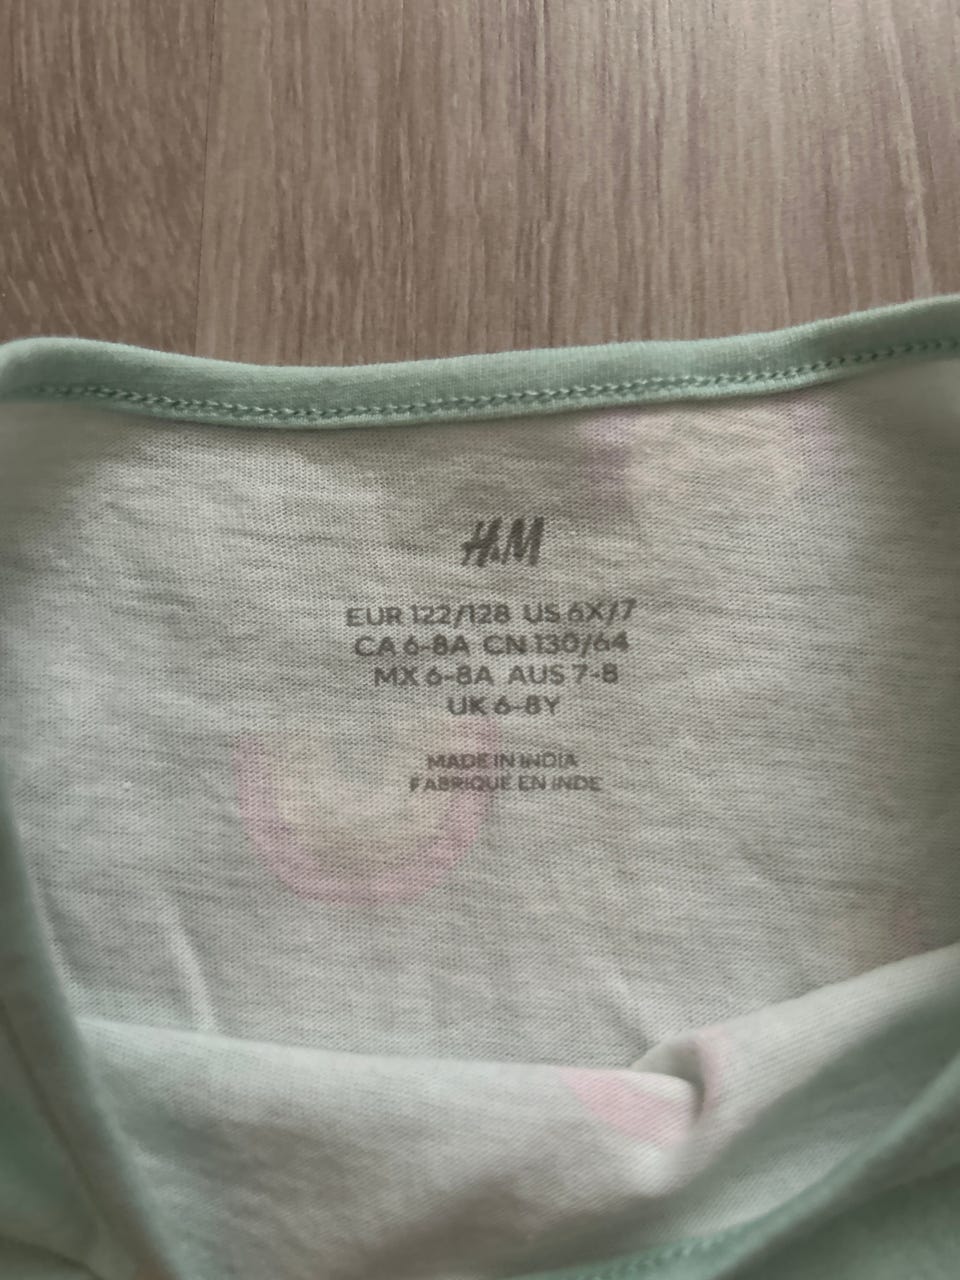 H&M
EUR 122/128 US 6X/7
CA 6-8A CN 130/64
MX 6-8A AUS 7-8
UK 6-8Y
MADE IN INDIA
FABRIQUÉ EN INDE